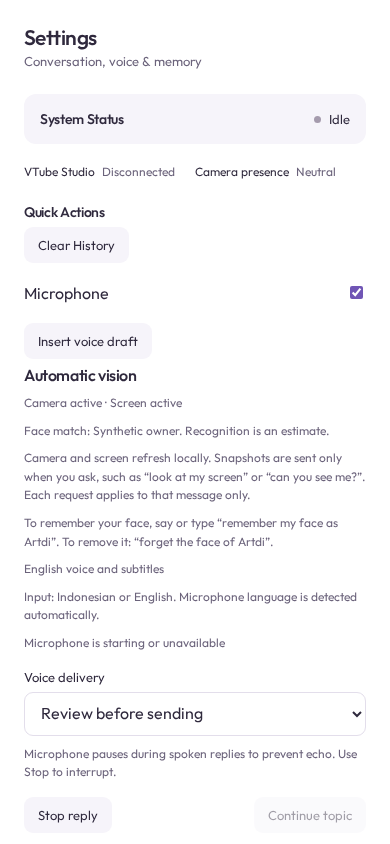 Settings
Conversation, voice & memory
System Status
Idle
VTube Studio Disconnected Camera presence Neutral
Quick Actions
Clear History
Microphone
Insert voice draft
Automatic vision
Camera active · Screen active
Face match: Synthetic owner. Recognition is an estimate.
Camera and screen refresh locally. Snapshots are sent only
when you ask, such as “look at my screen” or “can you see me?”.
Each request applies to that message only.
To remember your face, say or type “remember my face as
Artdi”. To remove it: “forget the face of Artdi”.
English voice and subtitles
Input: Indonesian or English. Microphone language is detected
automatically.
Microphone is starting or unavailable
Voice delivery
Review before sending
Microphone pauses during spoken replies to prevent echo. Use
Stop to interrupt.
Stop reply
Continue topic